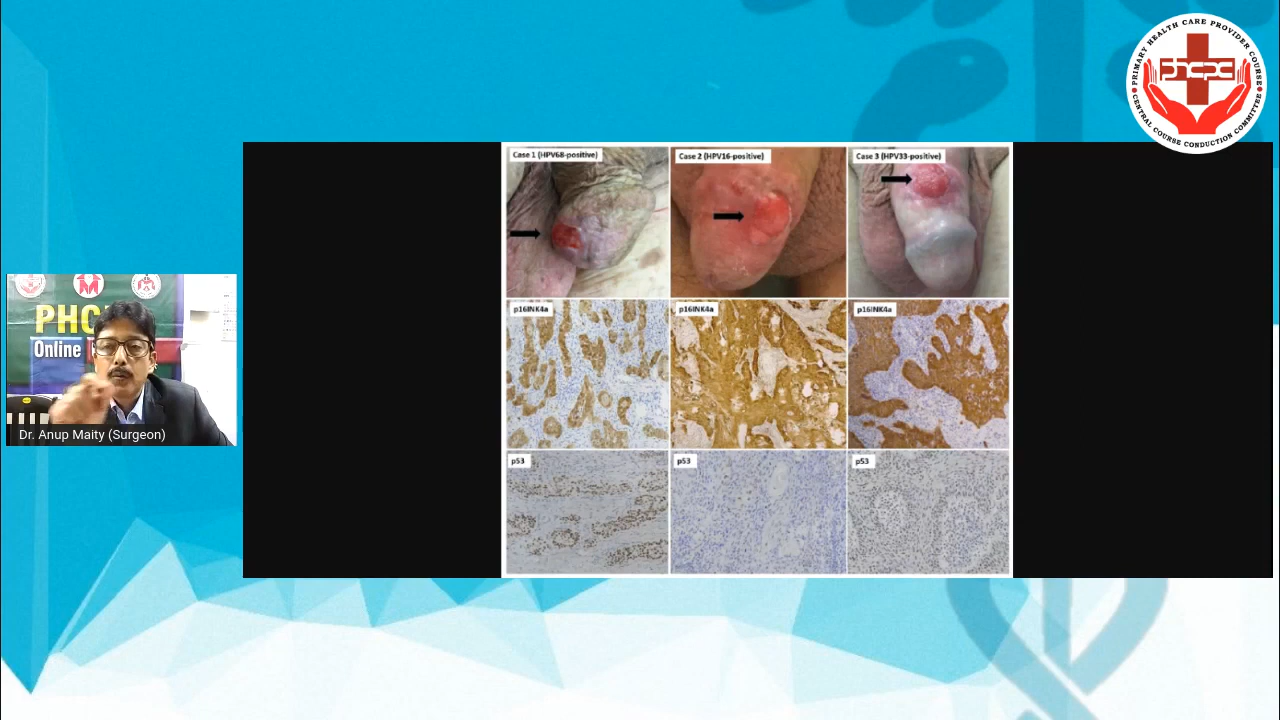 PRIMARY HEALTH CARE PROVIDER COURSE
phcpc
CENTRAL COURSE CONDUCTION COMMITTEE
Case 1 (HPV68-positive)
Case 2 (HPV16-positive)
Case 3 (HPV33-positive)
p16INK4a
p16INK4a
p16INK4a
p53
p53
p53
PHC
Online
Dr. Anup Maity (Surgeon)